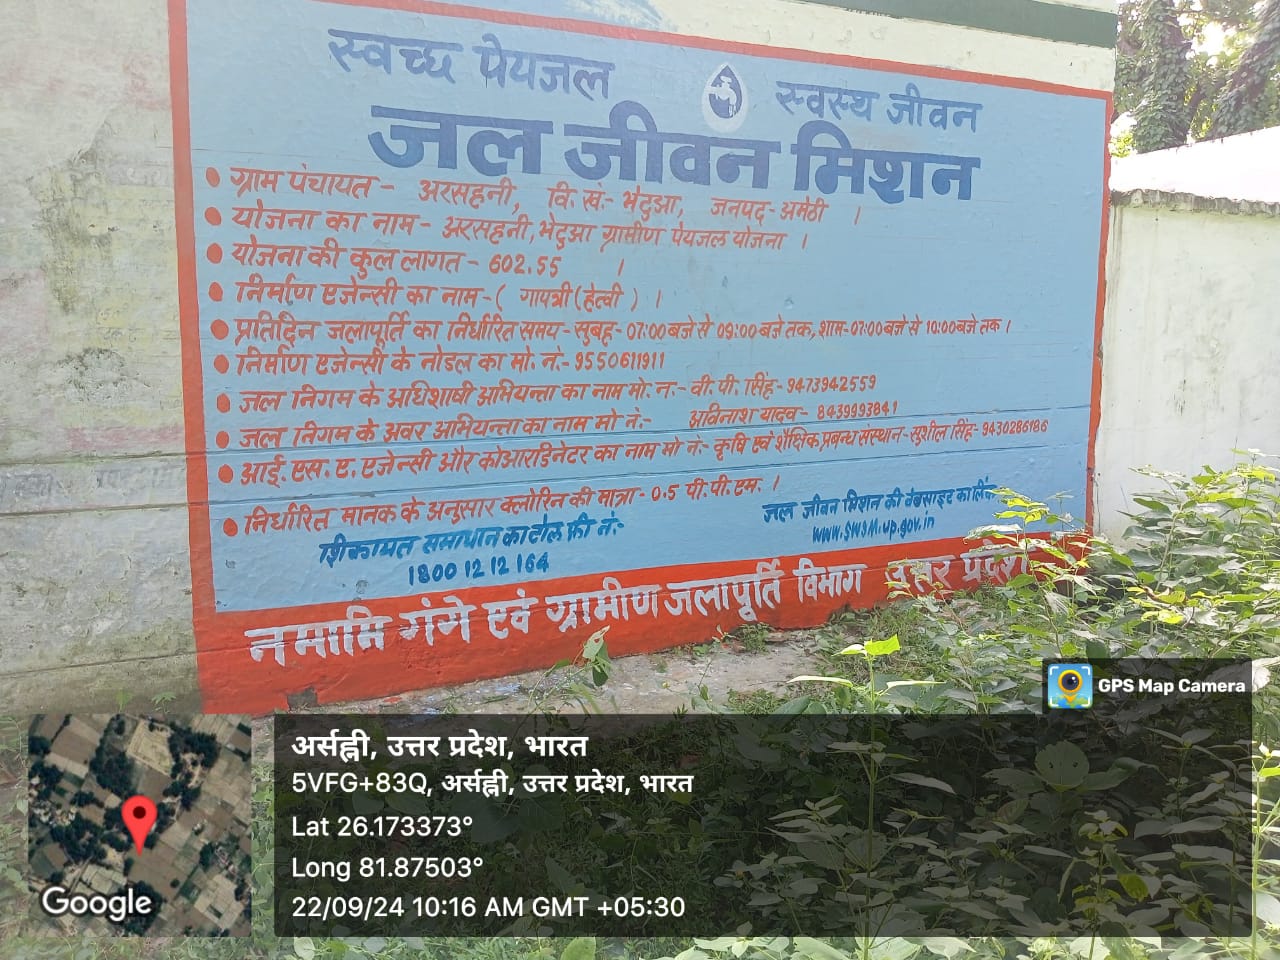 स्वच्छ पेयजल स्वस्थ जीवन
जल जीवन मिशन
• ग्राम पंचायत - अरसहनी, वि. खं:- भेटुआ, जनपद - अमेठी ।
• योजना का नाम - अरसहनी, भेटुआ ग्रामीण पेयजल योजना ।
• योजना की कुल लागत - 602.55 ।
• निर्माण एजेन्सी का नाम - ( गायत्री (हेल्वी ) ।
• प्रतिदिन जलापूर्ति का निर्धारित समय - सुबह - 07:00 बजे से 09:00 बजे तक, शाम - 07:00 बजे से 10:00 बजे तक ।
• निर्माण एजेन्सी के नोडल का मो. नं:- 9550611911
• जल निगम के अधिशाषी अभियन्ता का नाम मो. न:- वी. पी. सिंह - 9473942559
• जल निगम के अवर अभियन्ता का नाम मो नं:- अविनाश यादव - 8439993841
• आई. एस. ए. एजेन्सी और कोआरडिनेटर का नाम मो नं:- कृषि एवं शैक्षिक प्रबन्ध संस्थान - सुशील सिंह - 9430286186
• निर्धारित मानक के अनुसार क्लोरिन की मात्रा - 0.5 पी. पी. एम. ।
शिकायत समाधान का टोल फ्री नं:-
1800 12 12 164
जल जीवन मिशन की वेबसाइट का लिंक
www.swsm.up.gov.in
नमामि गंगे एवं ग्रामीण जलापूर्ति विभाग उत्तर प्रदेश
GPS Map Camera
अर्सह्नी, उत्तर प्रदेश, भारत
5VFG+83Q, अर्सह्नी, उत्तर प्रदेश, भारत
Lat 26.173373°
Long 81.87503°
22/09/24 10:16 AM GMT +05:30
Google